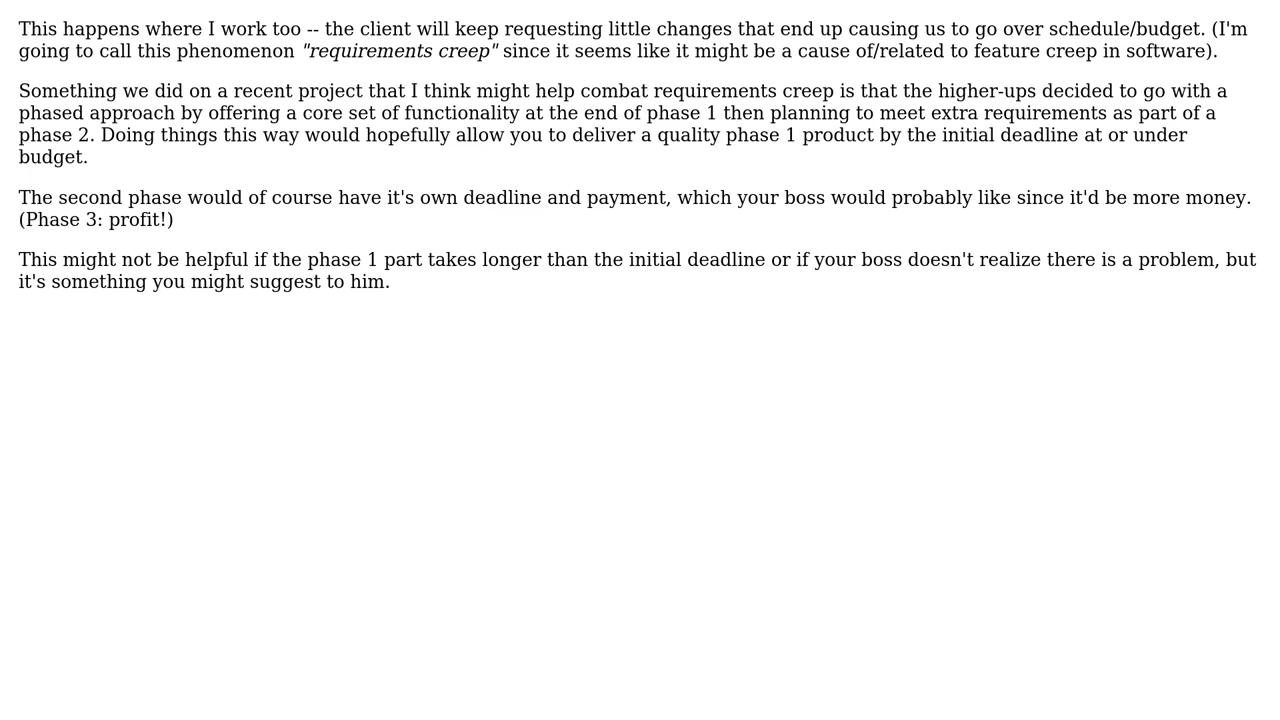 This happens where I work too -- the client will keep requesting little changes that end up causing us to go over schedule/budget. (I'm
going to call this phenomenon "requirements creep" since it seems like it might be a cause of/related to feature creep in software).
Something we did on a recent project that I think might help combat requirements creep is that the higher-ups decided to go with a
phased approach by offering a core set of functionality at the end of phase 1 then planning to meet extra requirements as part of a
phase 2. Doing things this way would hopefully allow you to deliver a quality phase 1 product by the initial deadline at or under
budget.
The second phase would of course have it's own deadline and payment, which your boss would probably like since it'd be more money.
(Phase 3: profit!)
This might not be helpful if the phase 1 part takes longer than the initial deadline or if your boss doesn't realize there is a problem, but
it's something you might suggest to him.